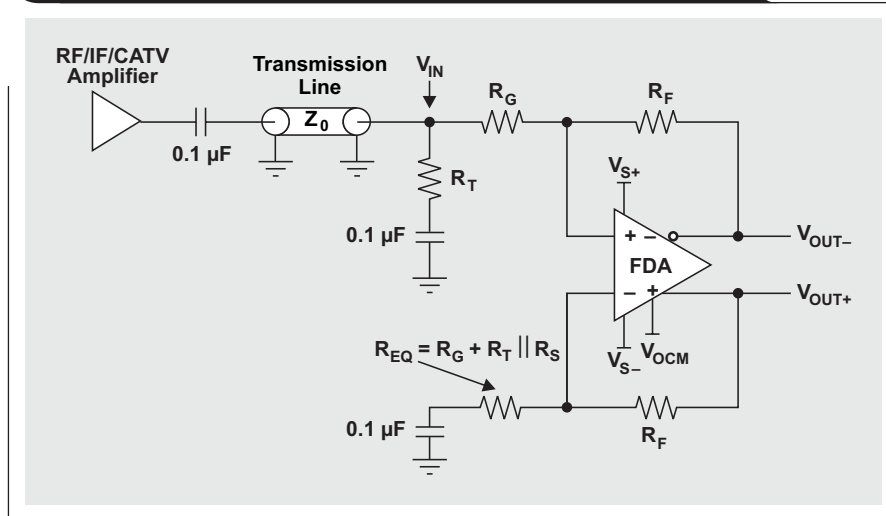 RF/IF/CATV
Amplifier
Transmission
Line
V_IN
R_G
R_F
Z_0
0.1 µF
R_T
V_S+
0.1 µF
+ –
V_OUT–
FDA
– +
V_OUT+
R_EQ = R_G + R_T || R_S
V_S–
V_OCM
0.1 µF
R_F